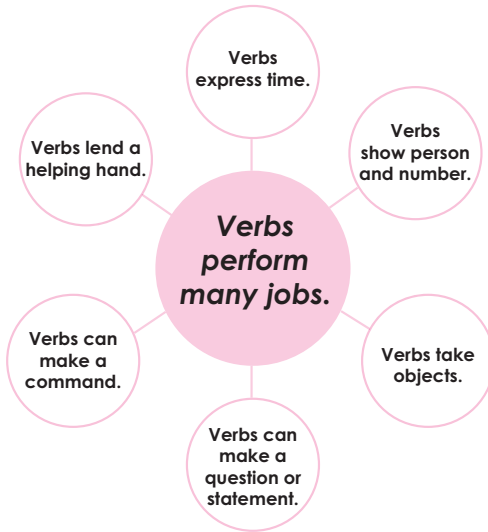 Verbs
express time.
Verbs lend a
helping hand.
Verbs
show person
and number.
Verbs
perform
many jobs.
Verbs can
make a
command.
Verbs take
objects.
Verbs can
make a
question or
statement.